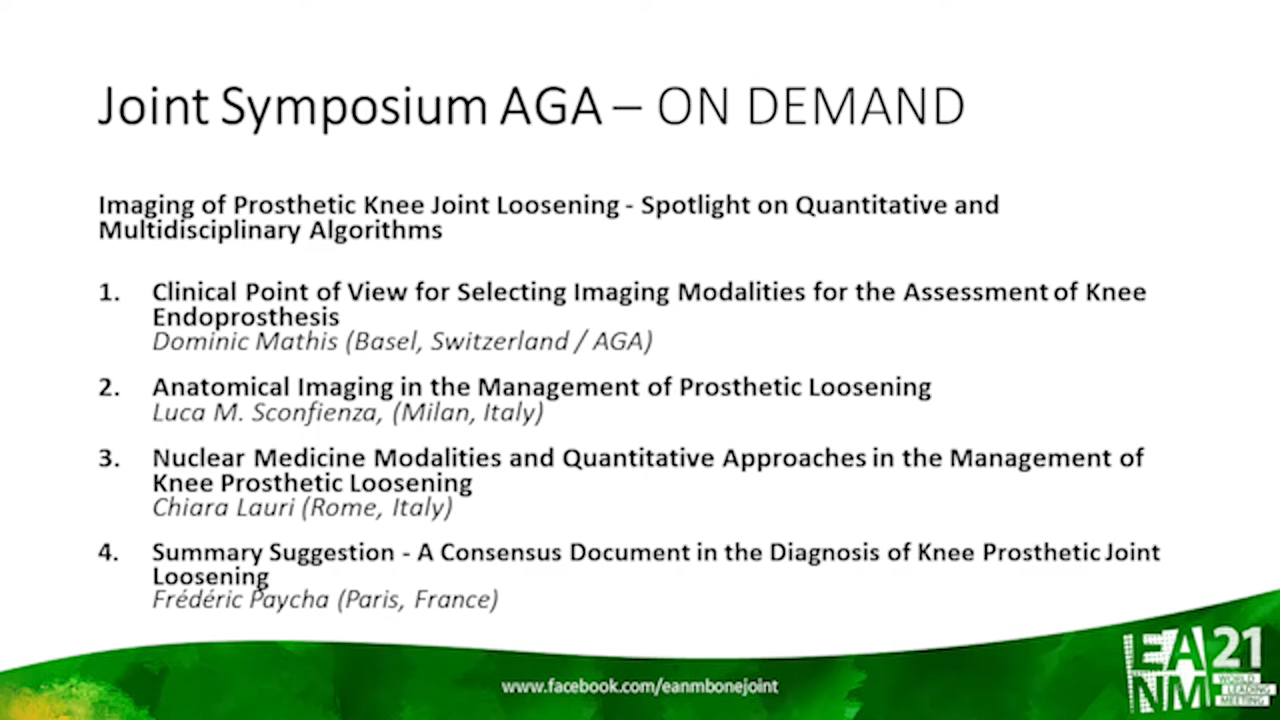 Joint Symposium AGA – ON DEMAND
Imaging of Prosthetic Knee Joint Loosening - Spotlight on Quantitative and
Multidisciplinary Algorithms
1. Clinical Point of View for Selecting Imaging Modalities for the Assessment of Knee
Endoprosthesis
Dominic Mathis (Basel, Switzerland / AGA)
2. Anatomical Imaging in the Management of Prosthetic Loosening
Luca M. Sconfienza, (Milan, Italy)
3. Nuclear Medicine Modalities and Quantitative Approaches in the Management of
Knee Prosthetic Loosening
Chiara Lauri (Rome, Italy)
4. Summary Suggestion - A Consensus Document in the Diagnosis of Knee Prosthetic Joint
Loosening
Frédéric Paycha (Paris, France)
www.facebook.com/eanmbonejoint
EA 21
NM WORLD
LEADING
MEETING